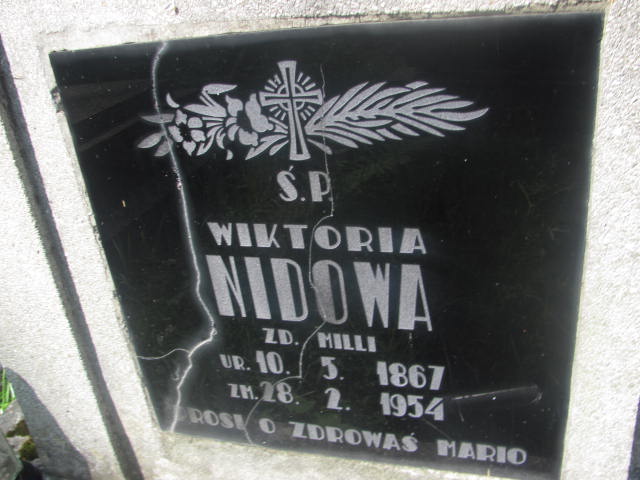 Ś.P
WIKTORIA
NIDOWA
ZD. MILLI
UR. 10. 5. 1867
ZM. 28 2. 1954
PROSI O ZDROWAŚ MARIO